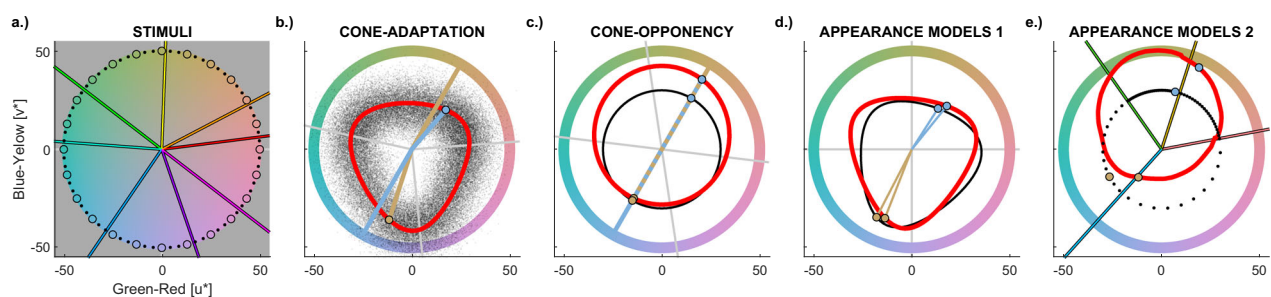 a.) STIMULI
b.) CONE-ADAPTATION
c.) CONE-OPPONENCY
d.) APPEARANCE MODELS 1
e.) APPEARANCE MODELS 2
Blue-Yelow [v*]
50
0
-50
-50 0 50
Green-Red [u*]
-50 0 50
-50 0 50
-50 0 50
-50 0 50